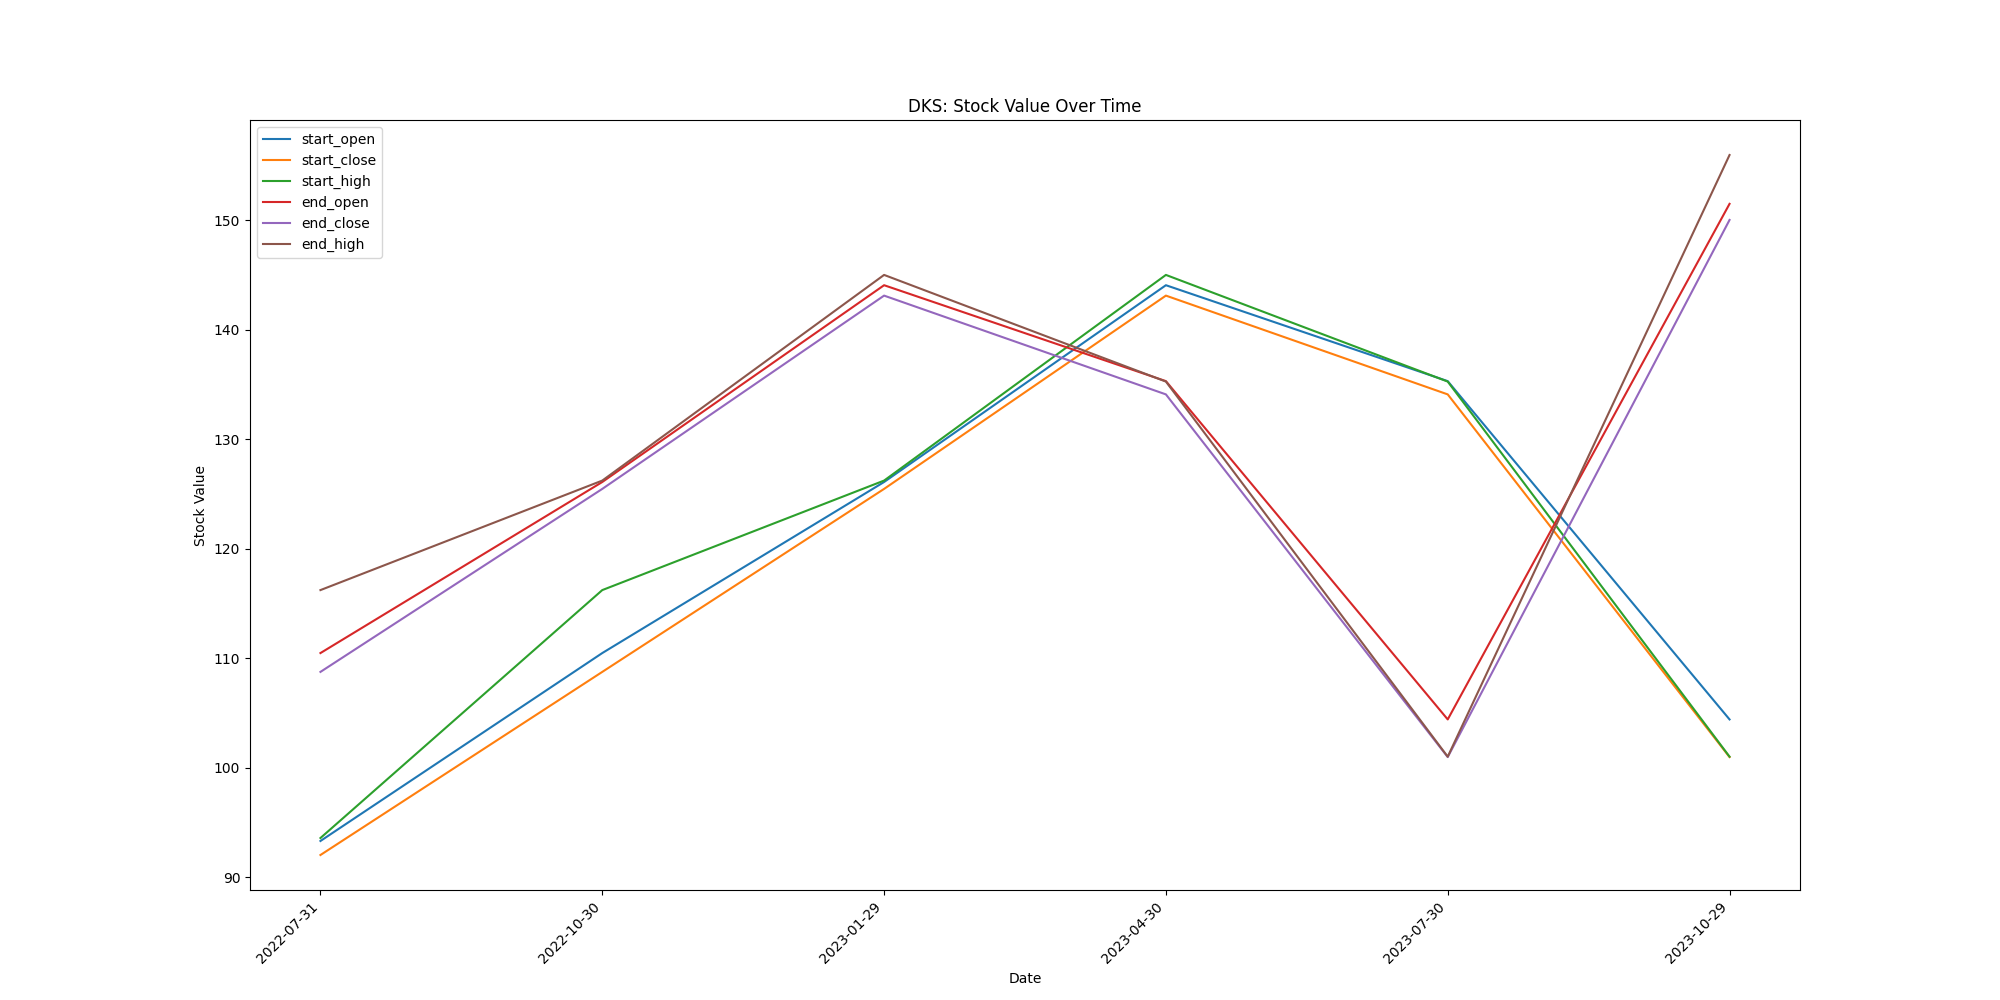 DKS: Stock Value Over Time
start_open
start_close
start_high
end_open
end_close
end_high
150
140
130
120
110
100
90
Stock Value
2022-07-31
2022-10-30
2023-01-29
2023-04-30
2023-07-30
2023-10-29
Date